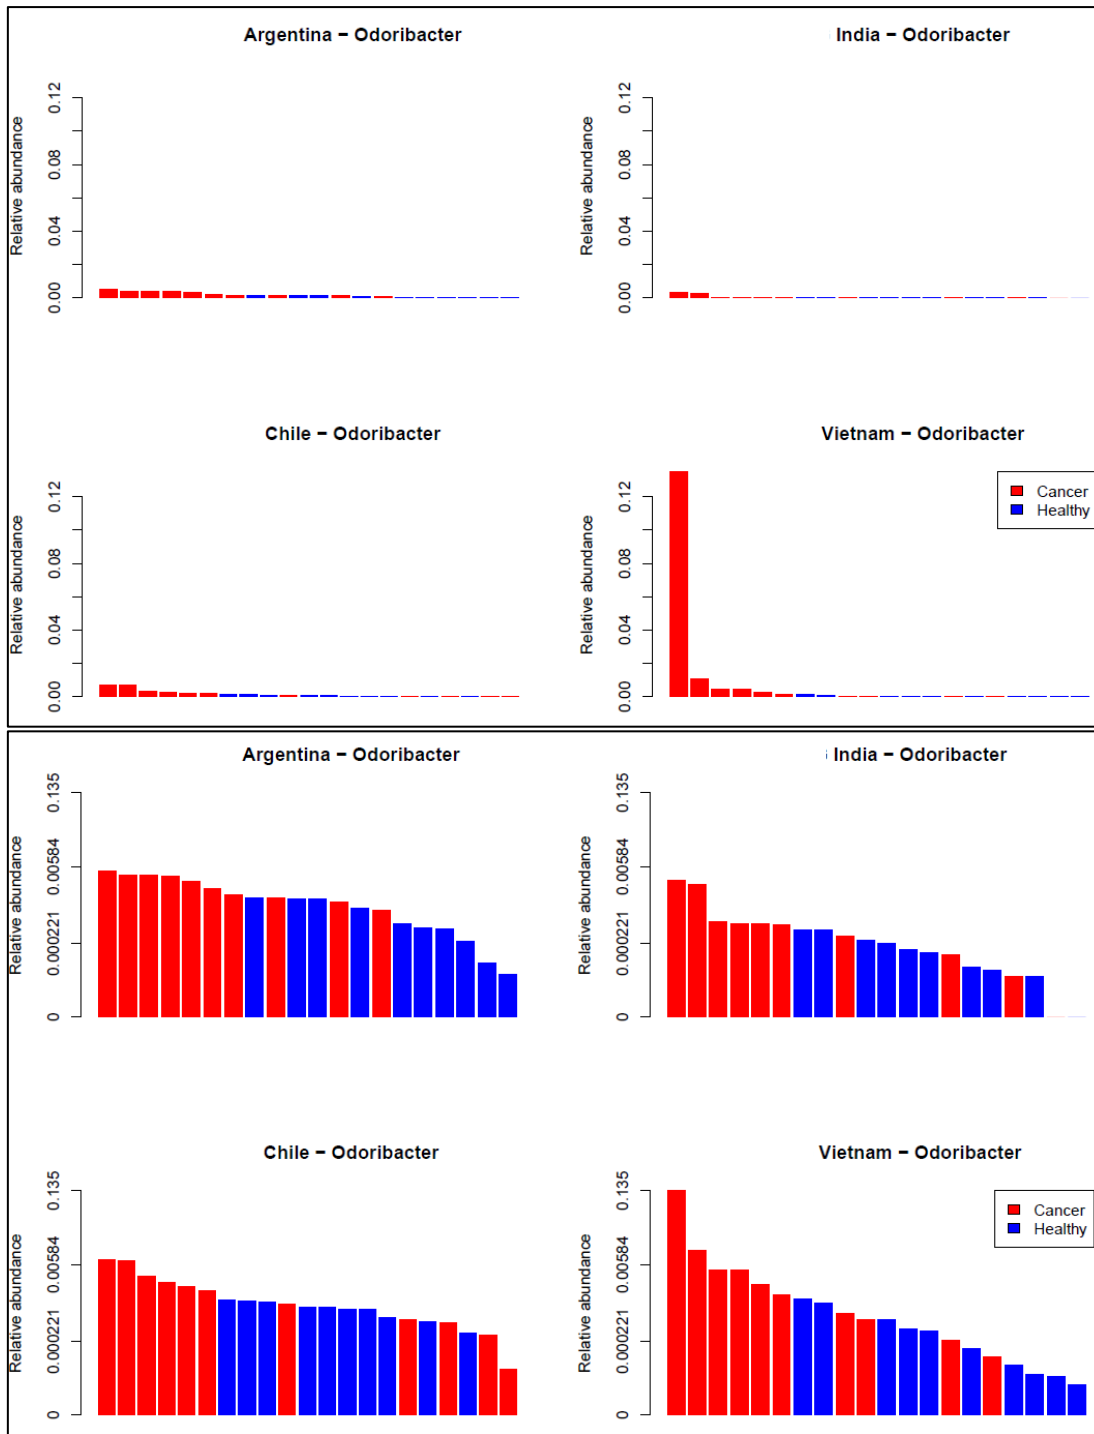 Argentina − Odoribacter
Relative abundance
0.12
0.08
0.04
0.00
India − Odoribacter
Relative abundance
0.12
0.08
0.04
0.00
Chile − Odoribacter
Relative abundance
0.12
0.08
0.04
0.00
Vietnam − Odoribacter
Relative abundance
0.12
0.08
0.04
0.00
Cancer
Healthy
Argentina − Odoribacter
Relative abundance
0.135
0.00584
0.000221
0
India − Odoribacter
Relative abundance
0.135
0.00584
0.000221
0
Chile − Odoribacter
Relative abundance
0.135
0.00584
0.000221
0
Vietnam − Odoribacter
Relative abundance
0.135
0.00584
0.000221
0
Cancer
Healthy